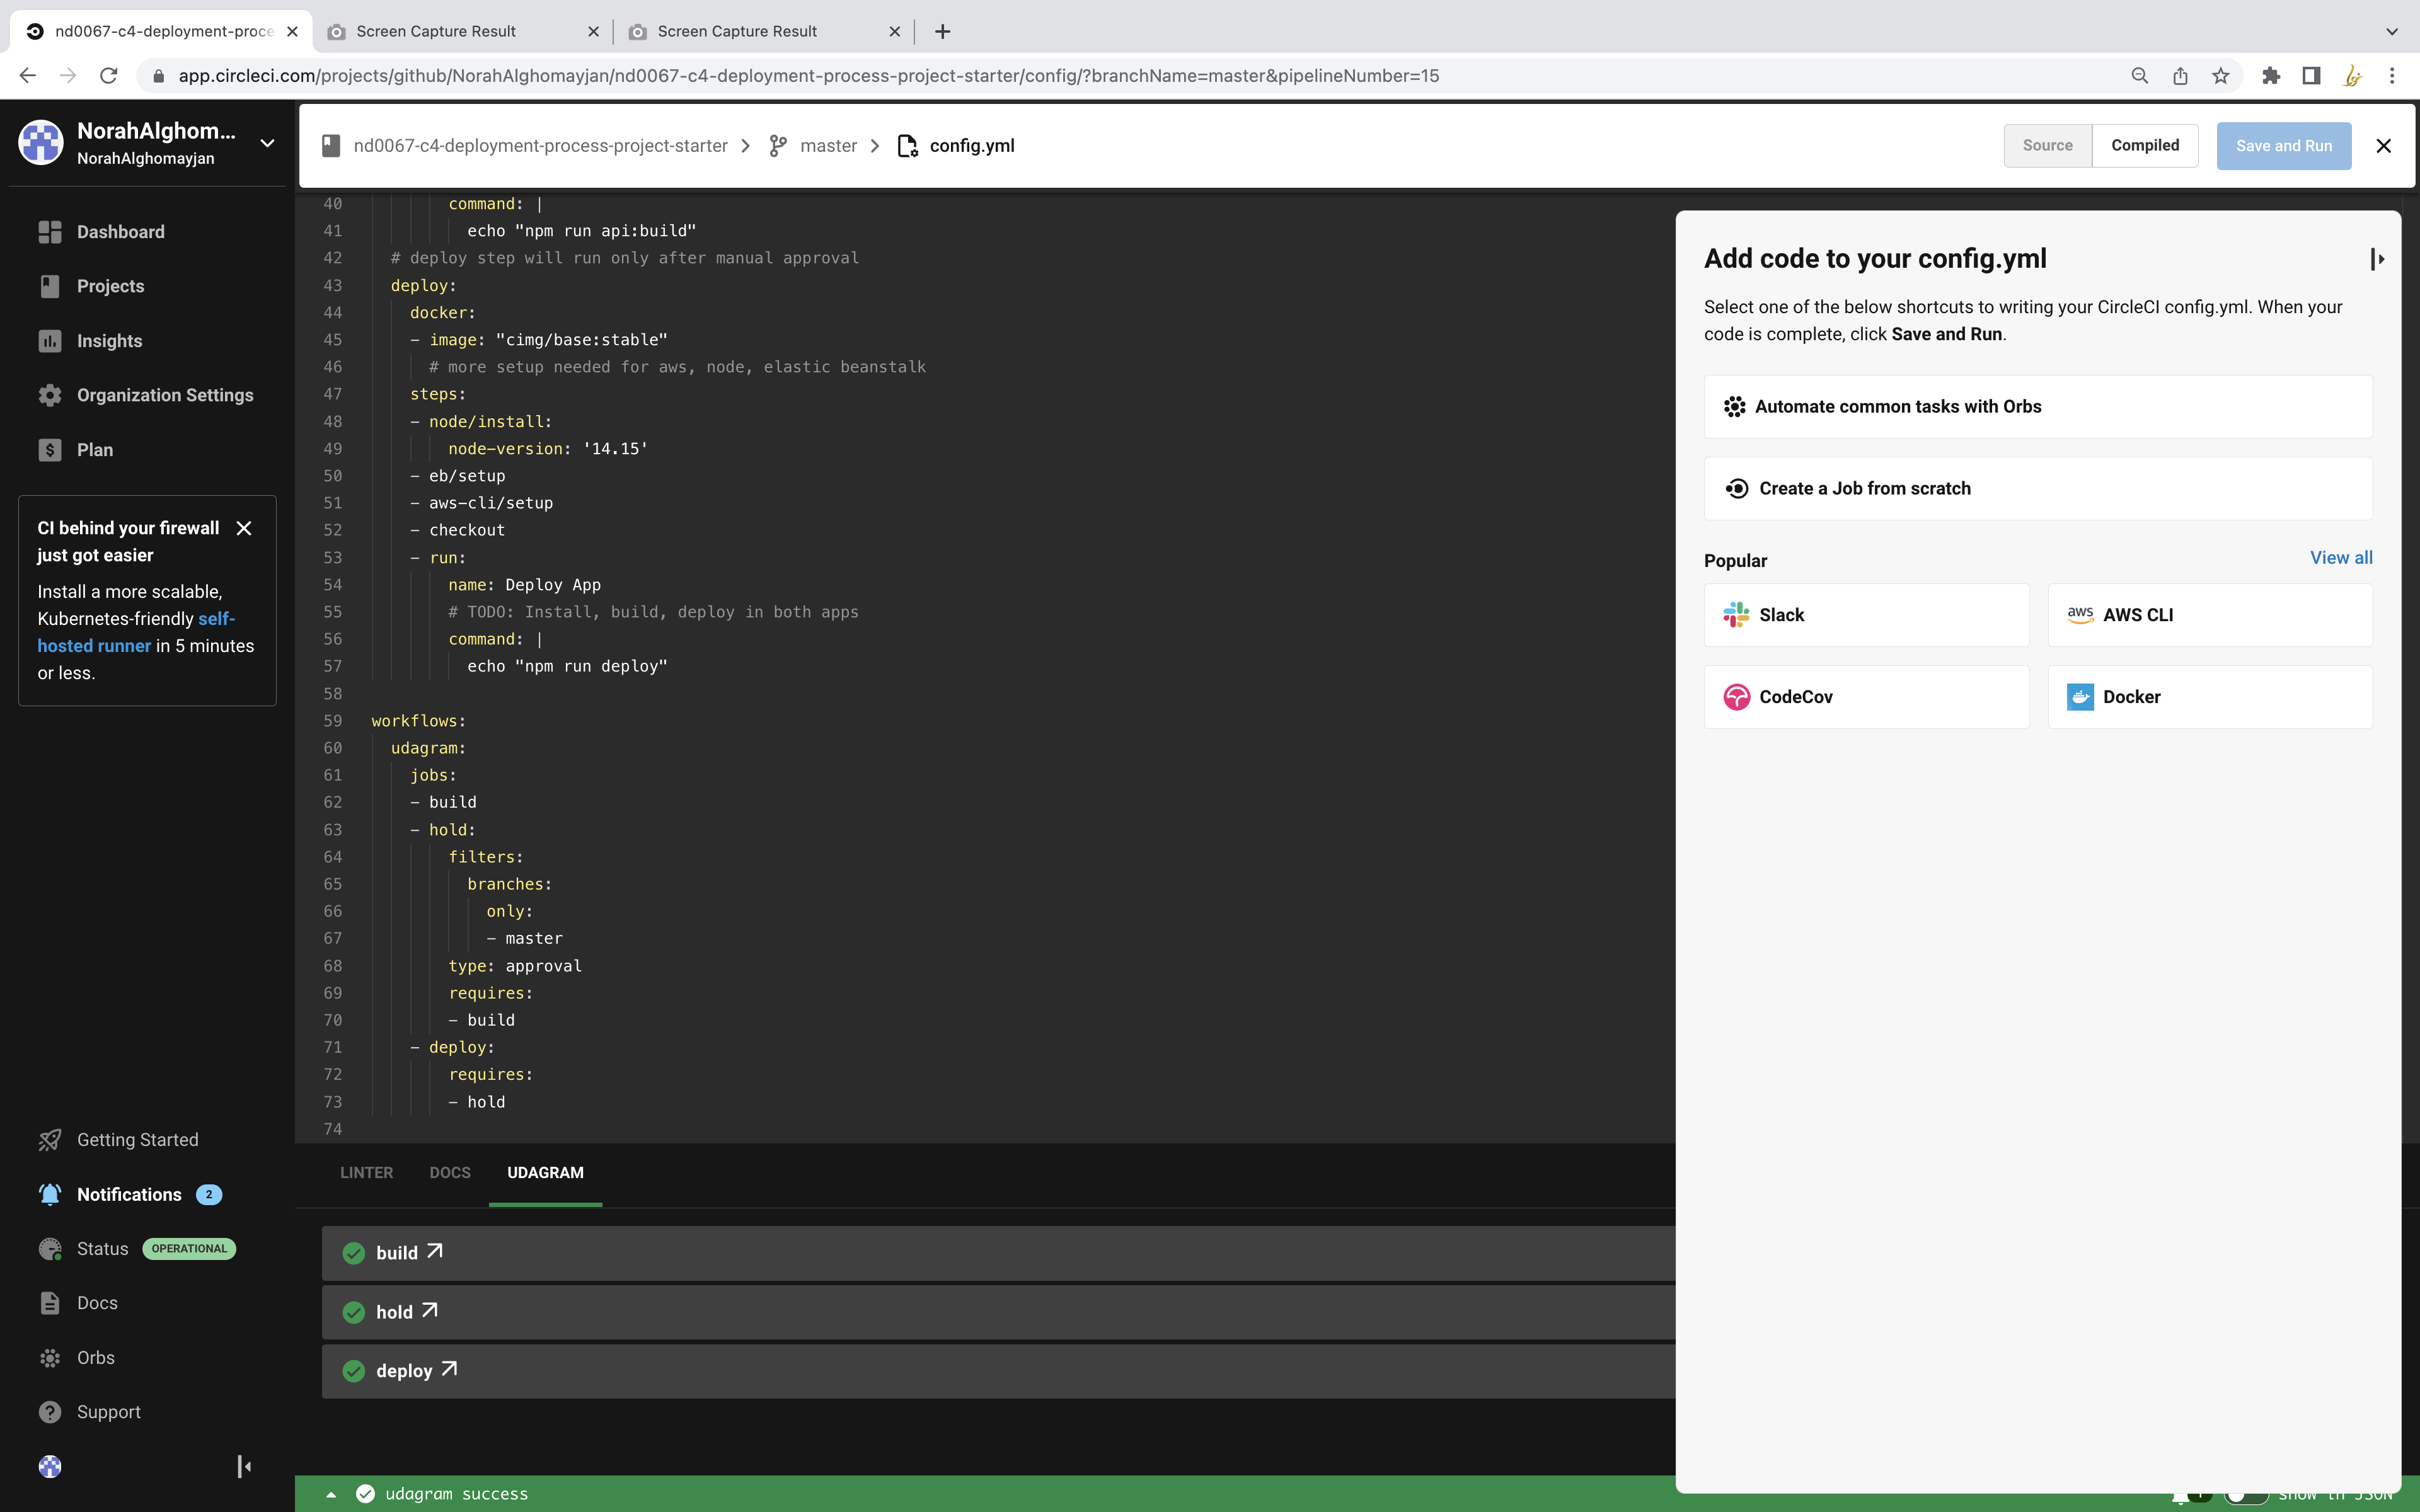 nd0067-c4-deployment-proce
Screen Capture Result
Screen Capture Result
app.circleci.com/projects/github/NorahAlghomayjan/nd0067-c4-deployment-process-project-starter/config/?branchName=master&pipelineNumber=15
NorahAlghom...
NorahAlghomayjan
Dashboard
Projects
Insights
Organization Settings
Plan
CI behind your firewall
just got easier
Install a more scalable,
Kubernetes-friendly self-
hosted runner in 5 minutes
or less.
Getting Started
Notifications 2
Status OPERATIONAL
Docs
Orbs
Support
nd0067-c4-deployment-process-project-starter master config.yml
Source Compiled Save and Run
40 command: |
41 echo "npm run api:build"
42 # deploy step will run only after manual approval
43 deploy:
44 docker:
45 - image: "cimg/base:stable"
46 # more setup needed for aws, node, elastic beanstalk
47 steps:
48 - node/install:
49 node-version: '14.15'
50 - eb/setup
51 - aws-cli/setup
52 - checkout
53 - run:
54 name: Deploy App
55 # TODO: Install, build, deploy in both apps
56 command: |
57 echo "npm run deploy"
58
59 workflows:
60 udagram:
61 jobs:
62 - build
63 - hold:
64 filters:
65 branches:
66 only:
67 - master
68 type: approval
69 requires:
70 - build
71 - deploy:
72 requires:
73 - hold
74
LINTER DOCS UDAGRAM
build
hold
deploy
udagram success
Add code to your config.yml
Select one of the below shortcuts to writing your CircleCI config.yml. When your
code is complete, click Save and Run.
Automate common tasks with Orbs
Create a Job from scratch
Popular View all
Slack
aws AWS CLI
CodeCov
Docker
show in JSON